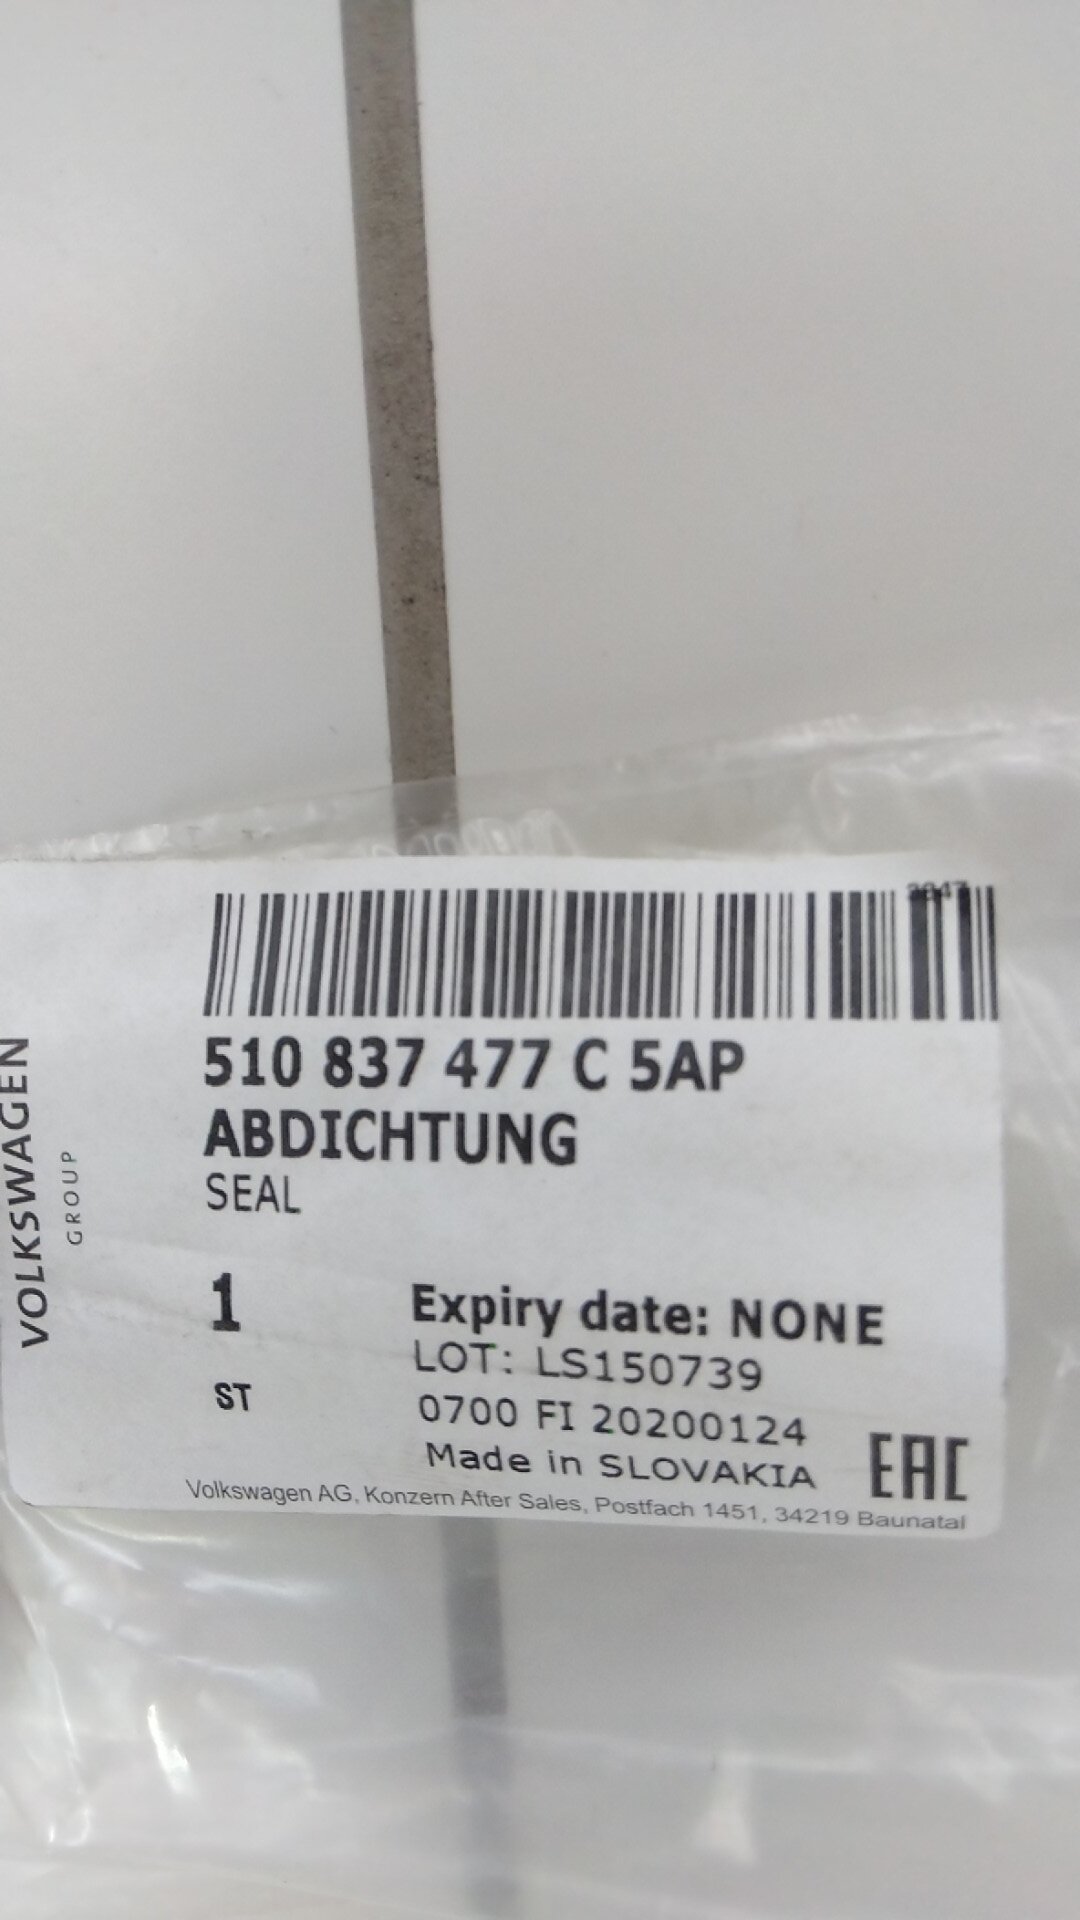 510 837 477 C 5AP
ABDICHTUNG
SEAL
VOLKSWAGEN
GROUP
1
ST
Expiry date: NONE
LOT: LS150739
0700 FI 20200124
Made in SLOVAKIA
EAC
Volkswagen AG, Konzern After Sales, Postfach 1451, 34219 Baunatal